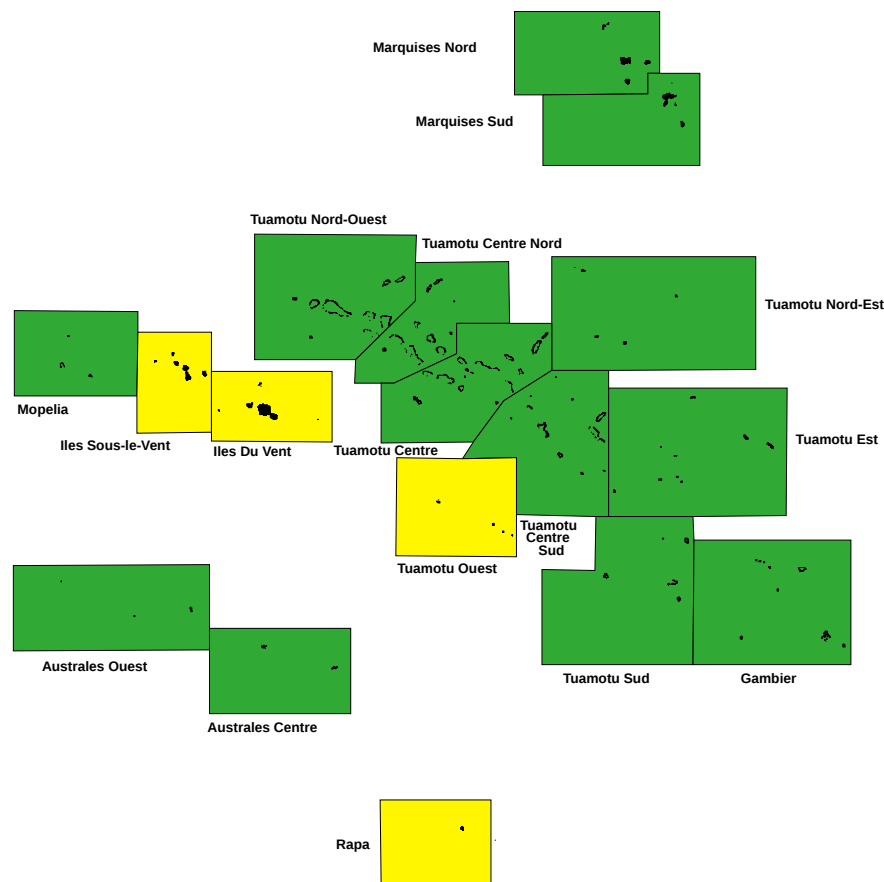 Marquises Nord
Marquises Sud
Tuamotu Nord-Ouest
Tuamotu Centre Nord
Tuamotu Nord-Est
Mopelia
Iles Sous-le-Vent
Iles Du Vent
Tuamotu Centre
Tuamotu Est
Tuamotu
Centre
Sud
Tuamotu Ouest
Australes Ouest
Tuamotu Sud
Gambier
Australes Centre
Rapa